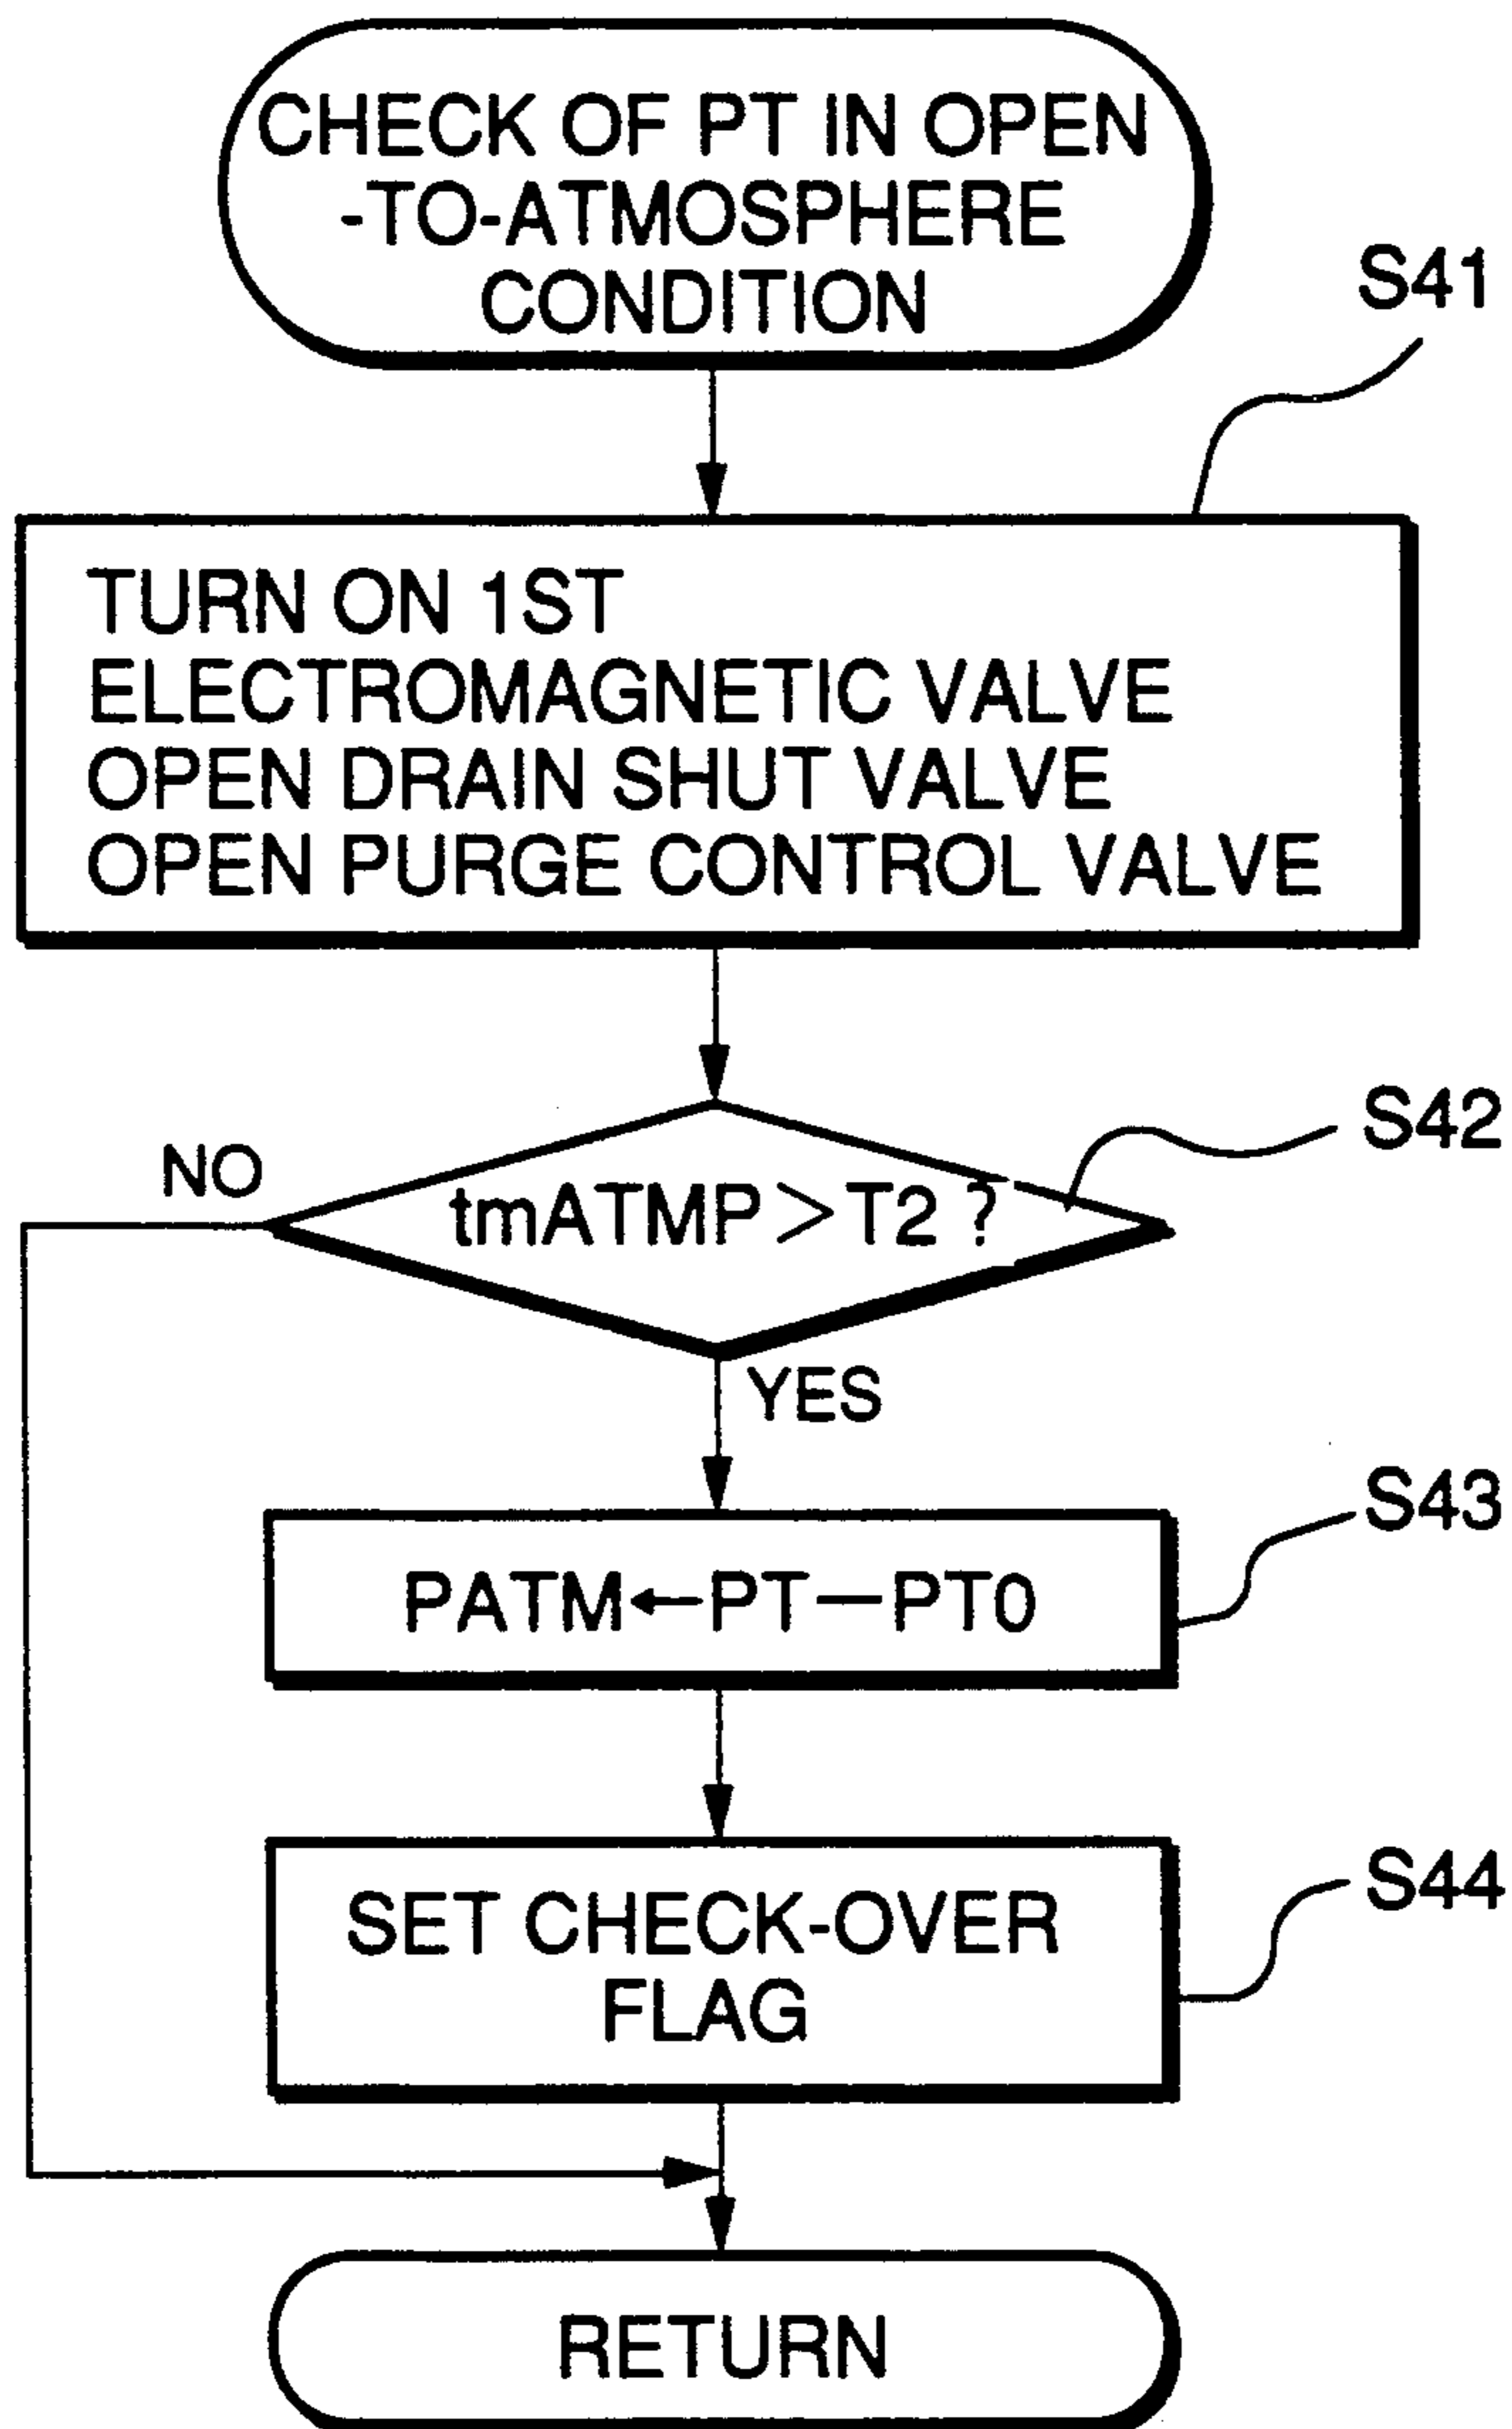 CHECK OF PT IN OPEN
-TO-ATMOSPHERE
CONDITION
S41
TURN ON 1ST
ELECTROMAGNETIC VALVE
OPEN DRAIN SHUT VALVE
OPEN PURGE CONTROL VALVE
S42
NO
tmATMP>T2 ?
YES
S43
PATM←PT—PT0
S44
SET CHECK-OVER
FLAG
RETURN